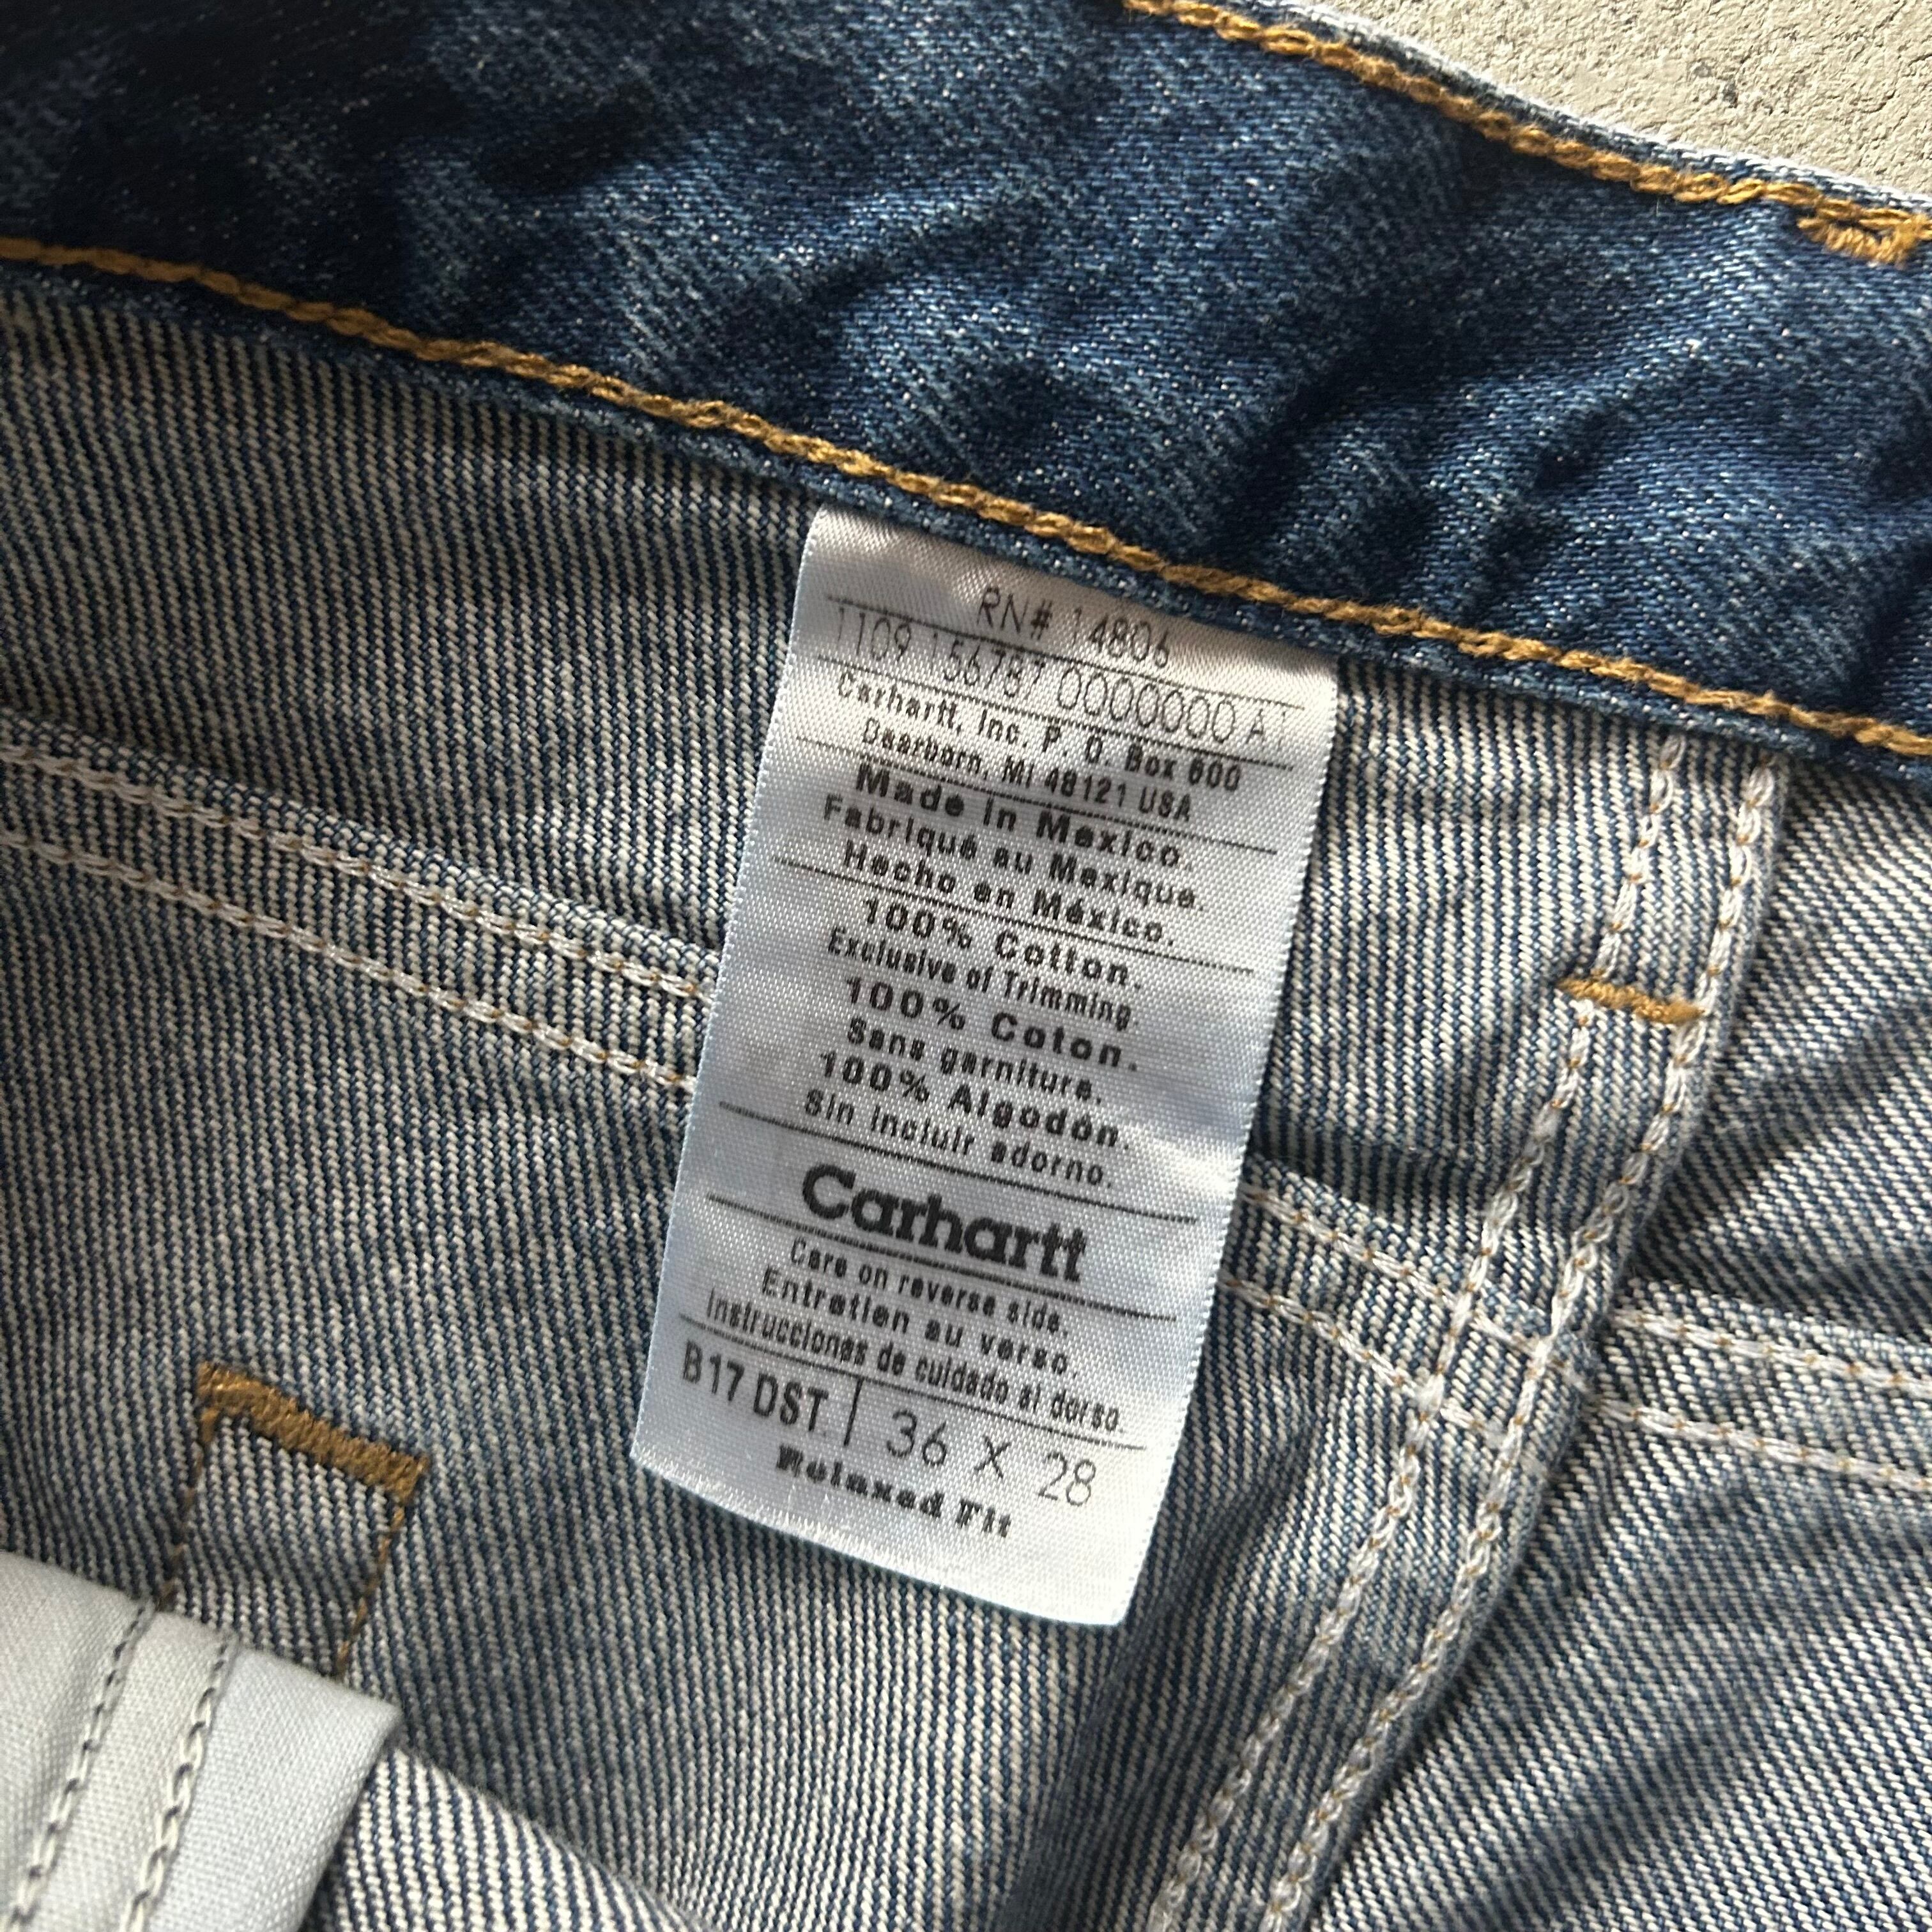 RN# 14806
1109 156787 0000000 A1
Carhartt, Inc. P. O. Box 600
Dearborn, MI 48121 USA
Made in Mexico.
Fabriqué au Mexique.
Hecho en México.
100% Cotton.
Exclusive of Trimming.
100% Coton.
Sans garniture.
100% Algodón.
Sin incluir adorno.
Carhartt
Care on reverse side.
Entretien au verso.
Instrucciones de cuidado al dorso.
B17 DST | 36 X 28
Relaxed Fit